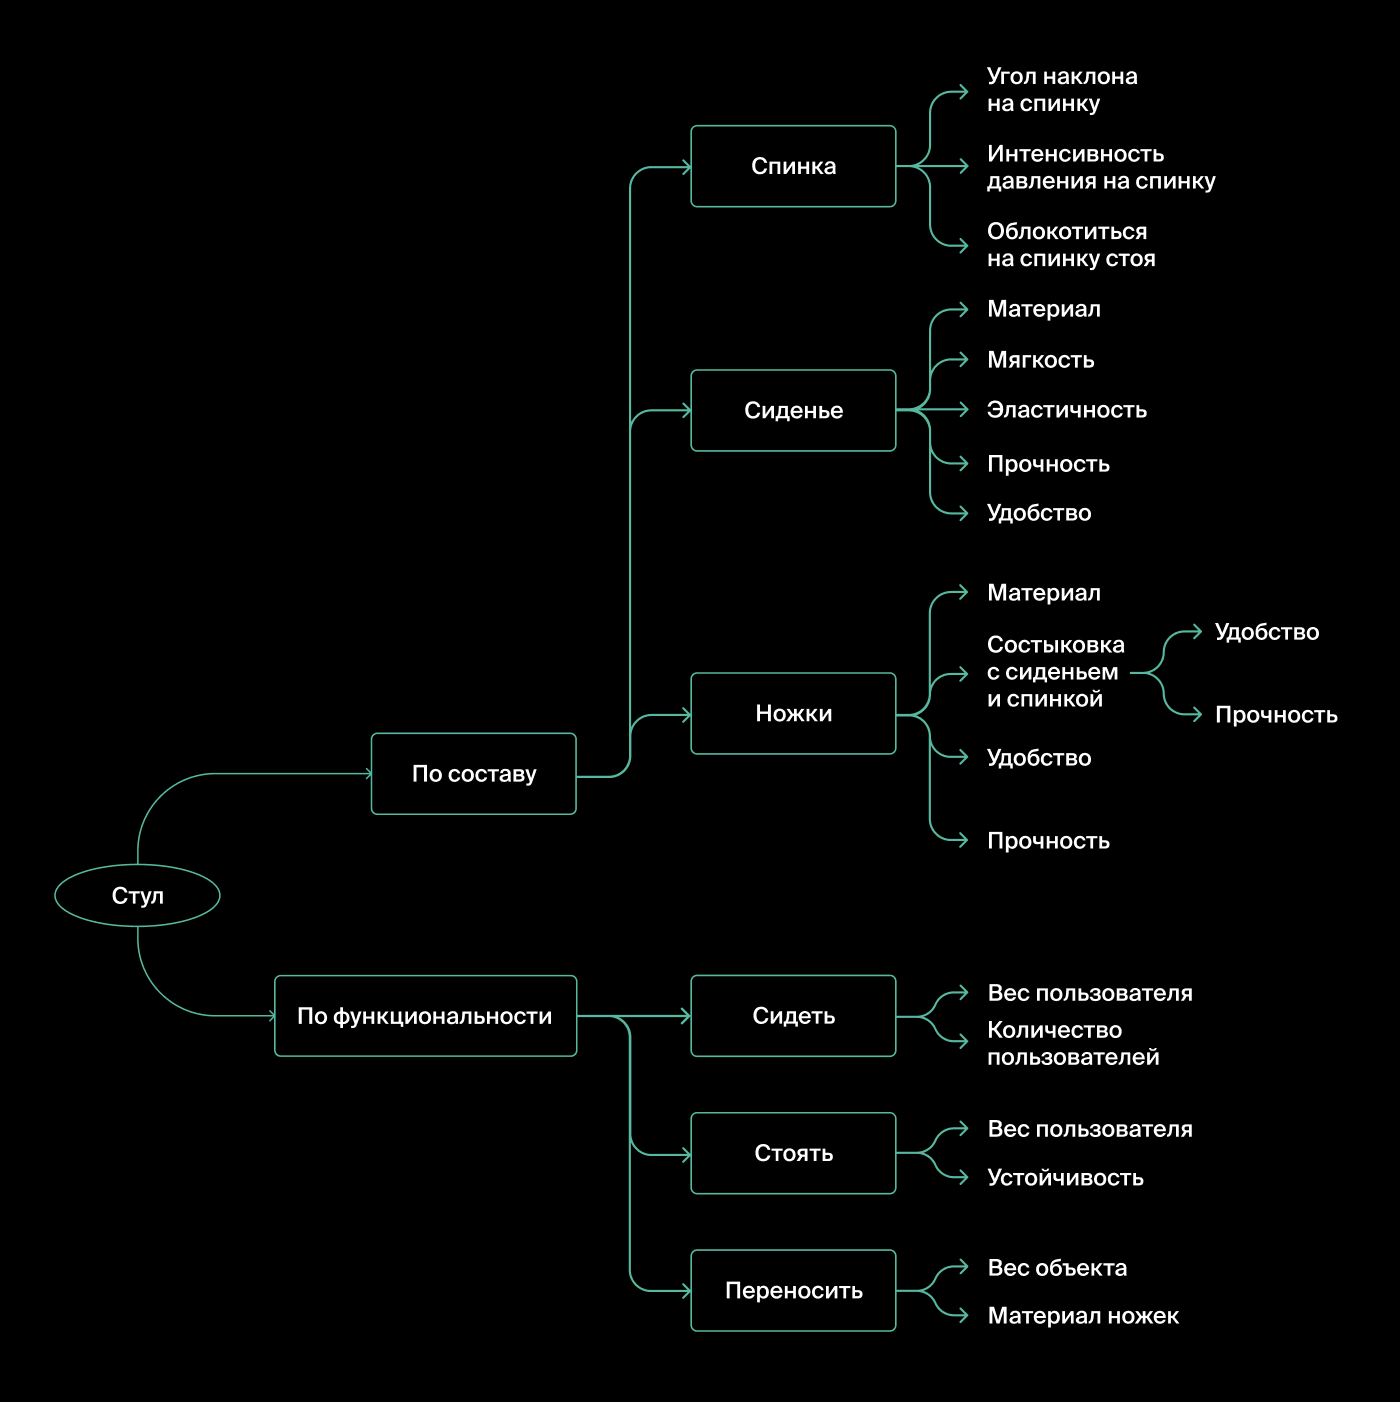 Угол наклона
на спинку
Спинка
Интенсивность
давления на спинку
Облокотиться
на спинку стоя
Материал
Мягкость
Сиденье
Эластичность
Прочность
Удобство
Материал
Состыковка
с сиденьем
и спинкой
Удобство
Прочность
Ножки
Удобство
Прочность
По составу
Стул
По функциональности
Сидеть
Вес пользователя
Количество
пользователей
Стоять
Вес пользователя
Устойчивость
Переносить
Вес объекта
Материал ножек